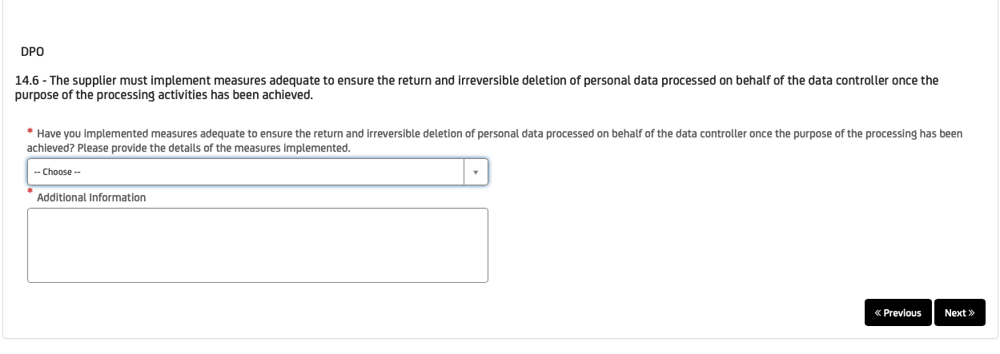 DPO
14.6 - The supplier must implement measures adequate to ensure the return and irreversible deletion of personal data processed on behalf of the data controller once the
purpose of the processing activities has been achieved.
* Have you implemented measures adequate to ensure the return and irreversible deletion of personal data processed on behalf of the data controller once the purpose of the processing has been
achieved? Please provide the details of the measures implemented.
-- Choose --
* Additional Information
« Previous Next »